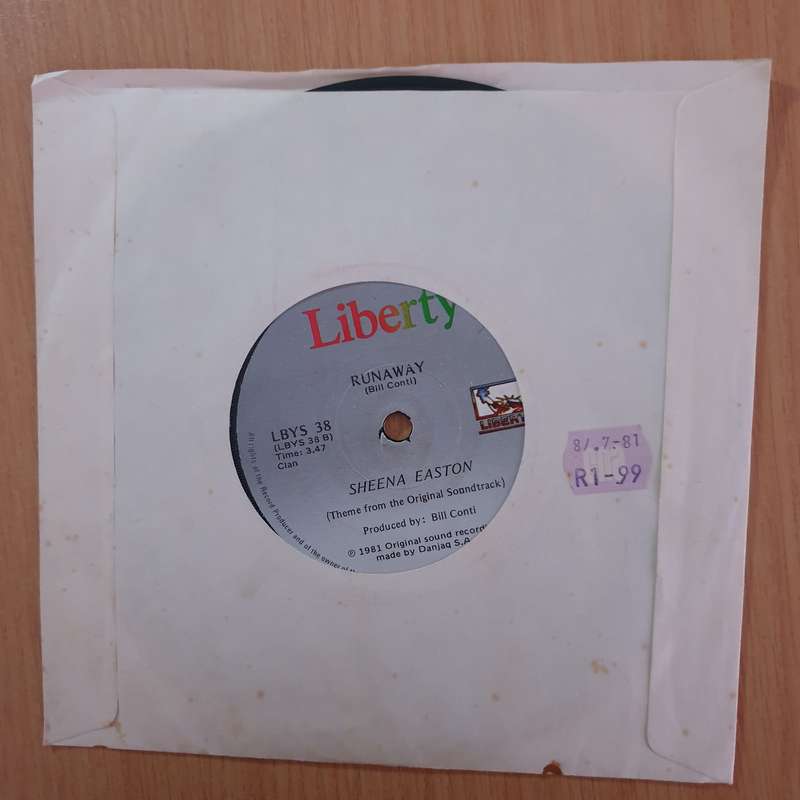 Liberty
RUNAWAY
(Bill Conti)
LBYS 38
(LBYS 38 B)
Time: 3.47
Clan
LIBERTY
SHEENA EASTON
(Theme from the Original Soundtrack)
Produced by: Bill Conti
℗ 1981 Original sound record
made by Danjaq S.A.
All rights of the Record Producer and of the owner of
8/.7-81
R1-99